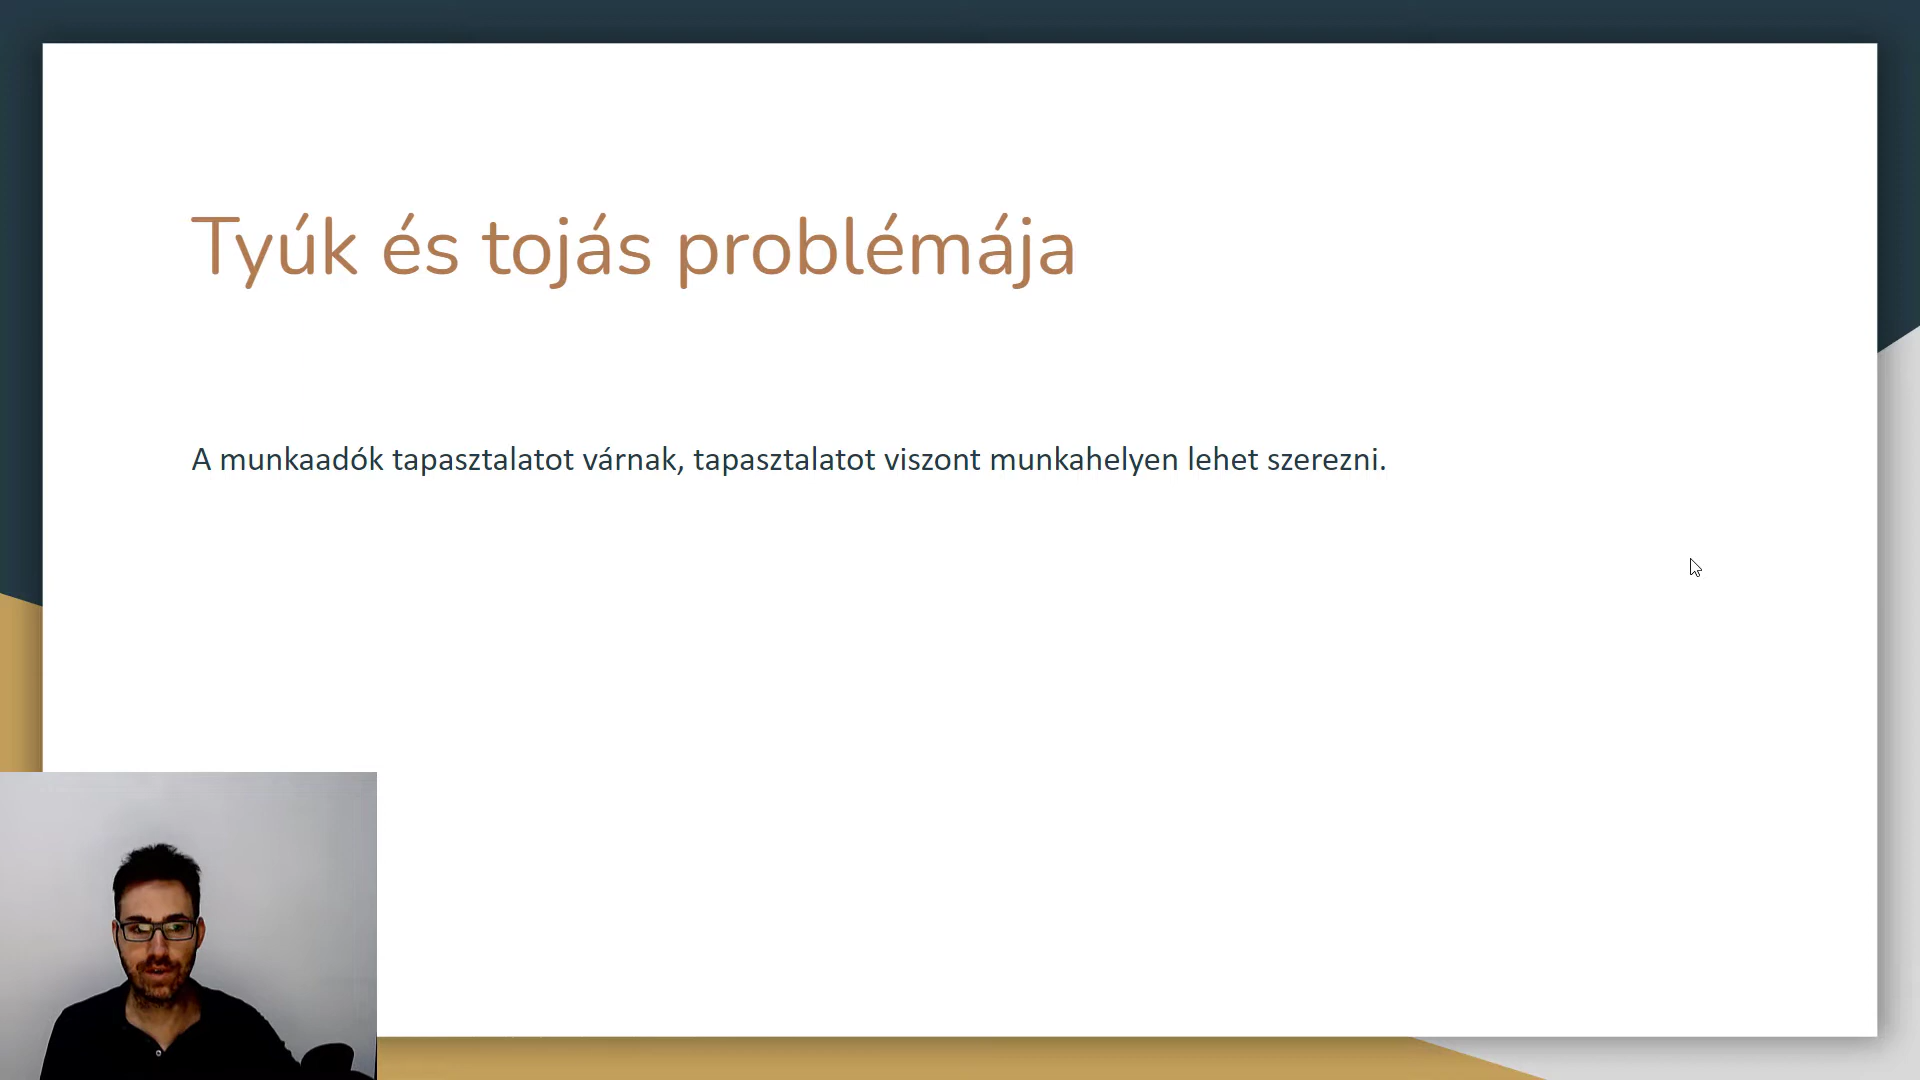 Tyúk és tojás problémája
A munkaadók tapasztalatot várnak, tapasztalatot viszont munkahelyen lehet szerezni.